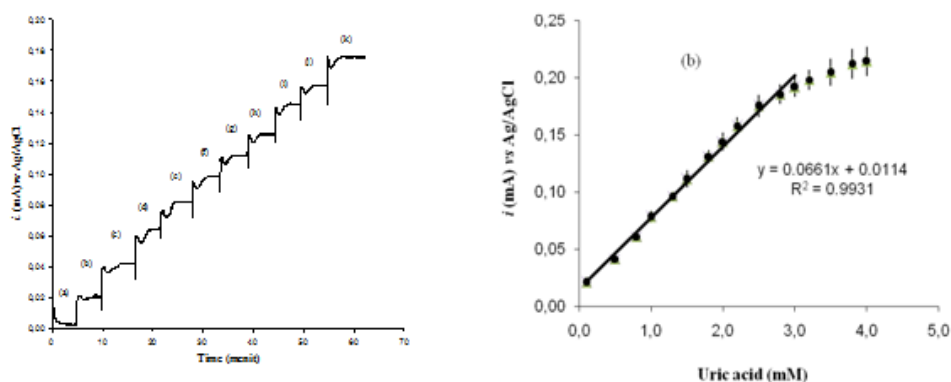 0,20
0,18
0,16
0,14
0,12
0,10
0,08
0,06
0,04
0,02
0,00
i (mA) vs Ag/AgCl
(a)
(b)
(c)
(d)
(e)
(f)
(g)
(h)
(i)
(j)
(k)
0 10 20 30 40 50 60 70
Time (menit)
0,25
0,20
0,15
0,10
0,05
0,00
i (mA) vs Ag/AgCl
(b)
y = 0.0661x + 0.0114
R² = 0.9931
0,0 1,0 2,0 3,0 4,0 5,0
Uric acid (mM)